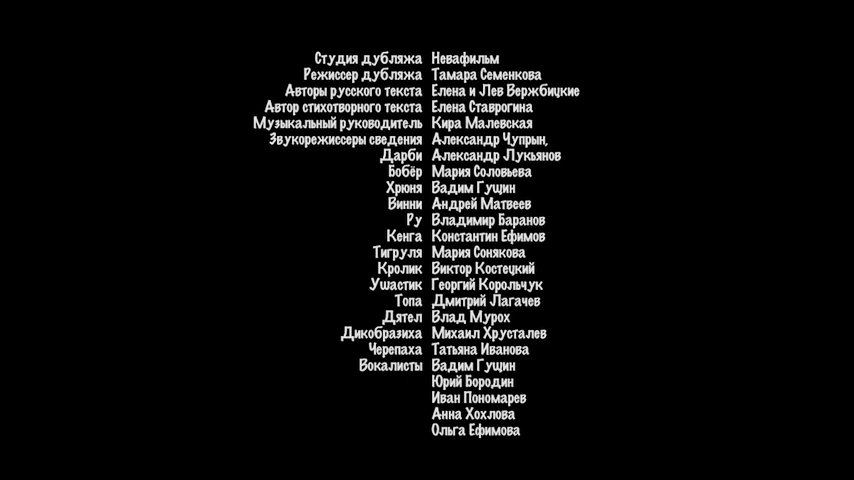 Студия дубляжа Невафильм
Режиссер дубляжа Тамара Семенкова
Авторы русского текста Елена и Лев Вержбицкие
Автор стихотворного текста Елена Ставрогина
Музыкальный руководитель Кира Малевская
Звукорежиссеры сведения Александр Чупрын,
Дарби Александр Лукьянов
Бобёр Мария Соловьева
Хрюня Вадим Гущин
Винни Андрей Матвеев
Ру Владимир Баранов
Кенга Константин Ефимов
Тигруля Мария Сонякова
Кролик Виктор Костецкий
Ушастик Георгий Корольчук
Топа Дмитрий Лагачев
Дятел Влад Мурох
Дикобразиха Михаил Хрусталев
Черепаха Татьяна Иванова
Вокалисты Вадим Гущин
Юрий Бородин
Иван Пономарев
Анна Хохлова
Ольга Ефимова